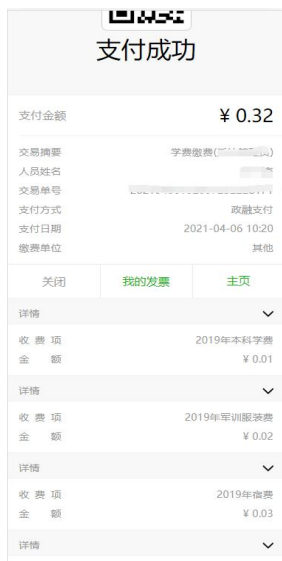 支付成功
支付金额 ¥ 0.32
交易摘要 学费缴费(
人员姓名
交易单号
支付方式 政融支付
支付日期 2021-04-06 10:20
缴费单位 其他
关闭 我的发票 主页
详情
收 费 项 2019年本科学费
金 额 ¥ 0.01
详情
收 费 项 2019年军训服装费
金 额 ¥ 0.02
详情
收 费 项 2019年宿费
金 额 ¥ 0.03
详情